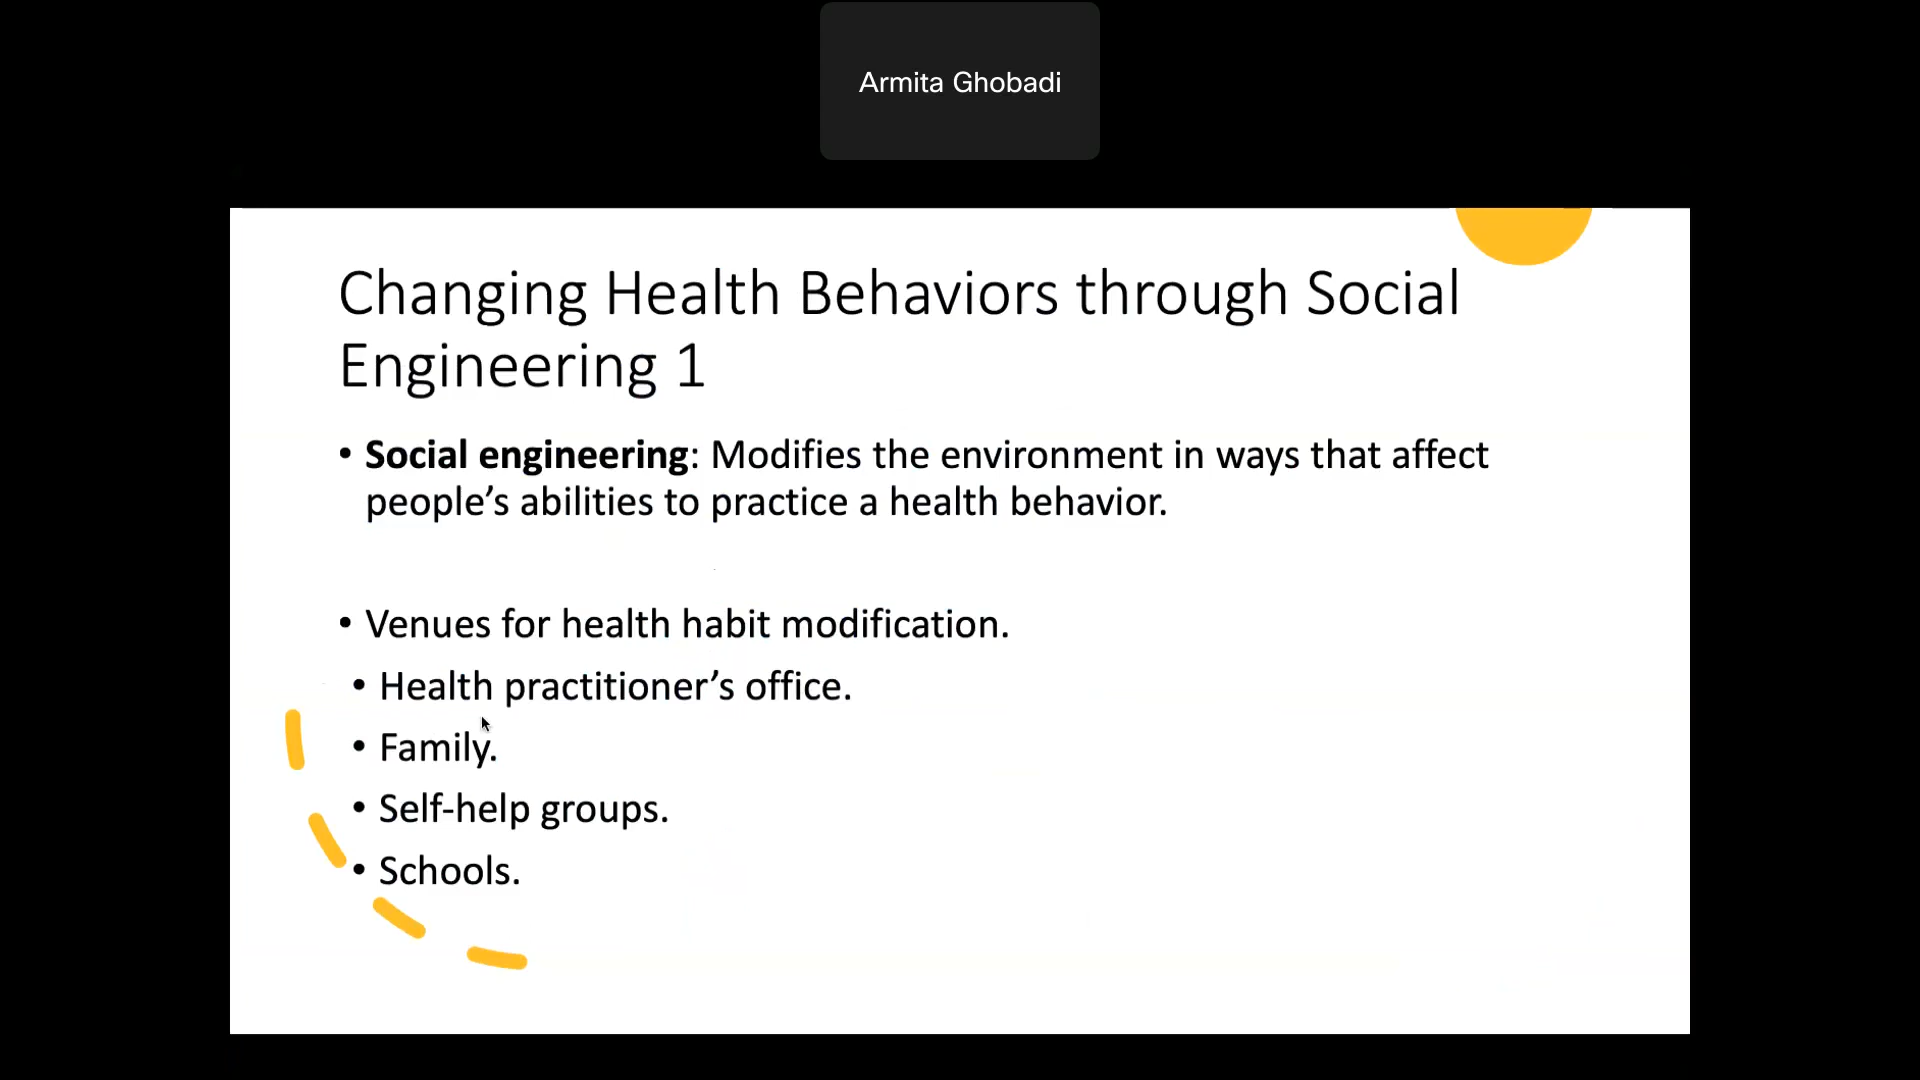 Armita Ghobadi
Changing Health Behaviors through Social
Engineering 1
• Social engineering: Modifies the environment in ways that affect
people’s abilities to practice a health behavior.
• Venues for health habit modification.
• Health practitioner’s office.
• Family.
• Self-help groups.
• Schools.